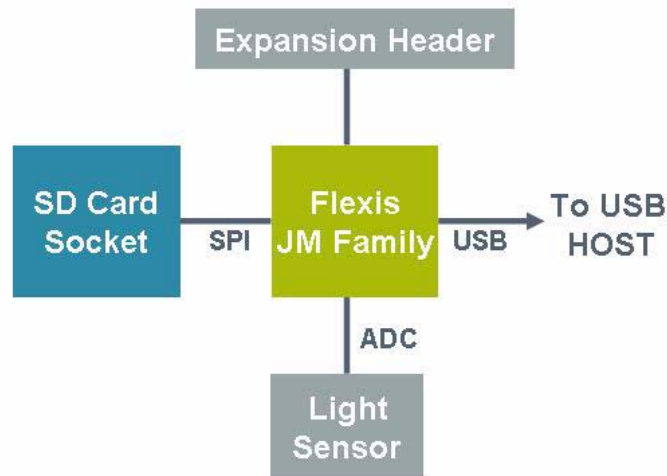 Expansion Header
SD Card
Socket
SPI
Flexis
JM Family
USB
To USB
HOST
ADC
Light
Sensor